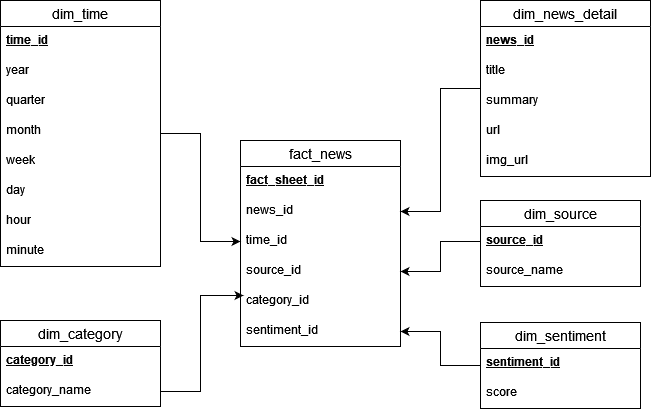 dim_time
time_id
year
quarter
month
week
day
hour
minute
dim_news_detail
news_id
title
summary
url
img_url
fact_news
fact_sheet_id
news_id
time_id
source_id
category_id
sentiment_id
dim_source
source_id
source_name
dim_category
category_id
category_name
dim_sentiment
sentiment_id
score